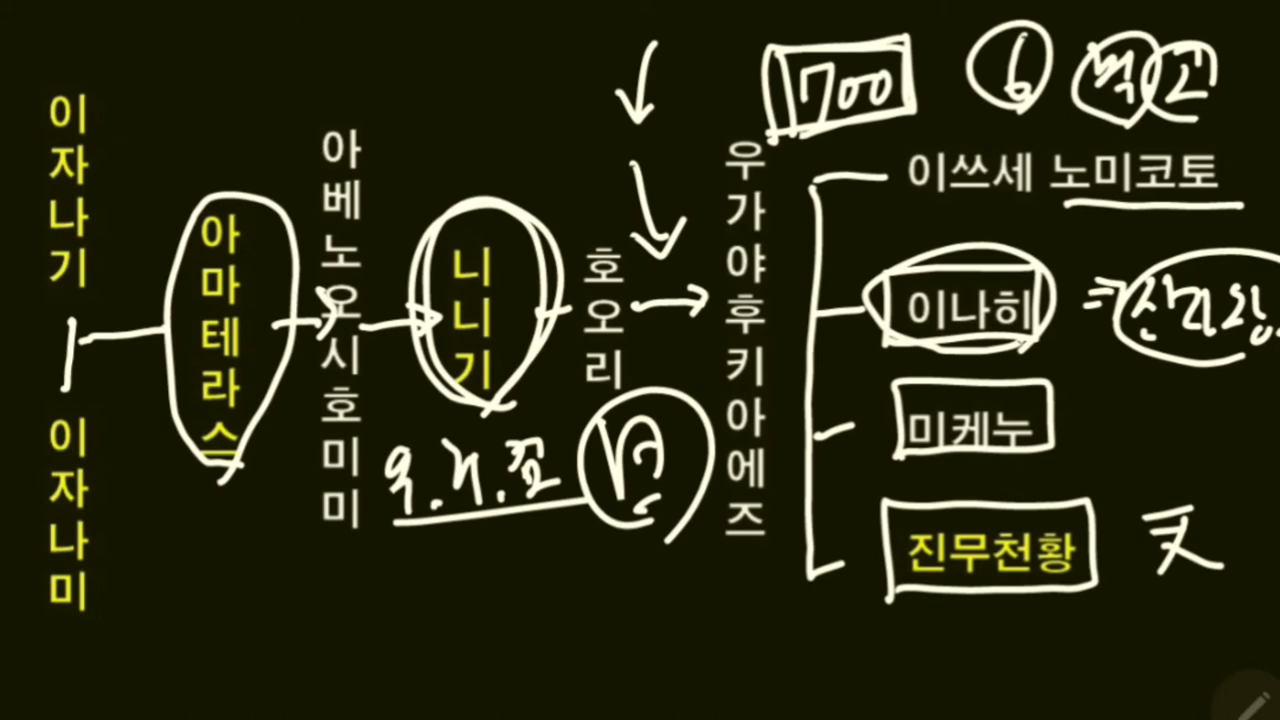 이자나기
이자나미
아마테라스
아베노오시호미미
니니기
호오리
우가야후키아에즈
700
6
이쓰세 노미코토
이나히
미케누
진무천황
天